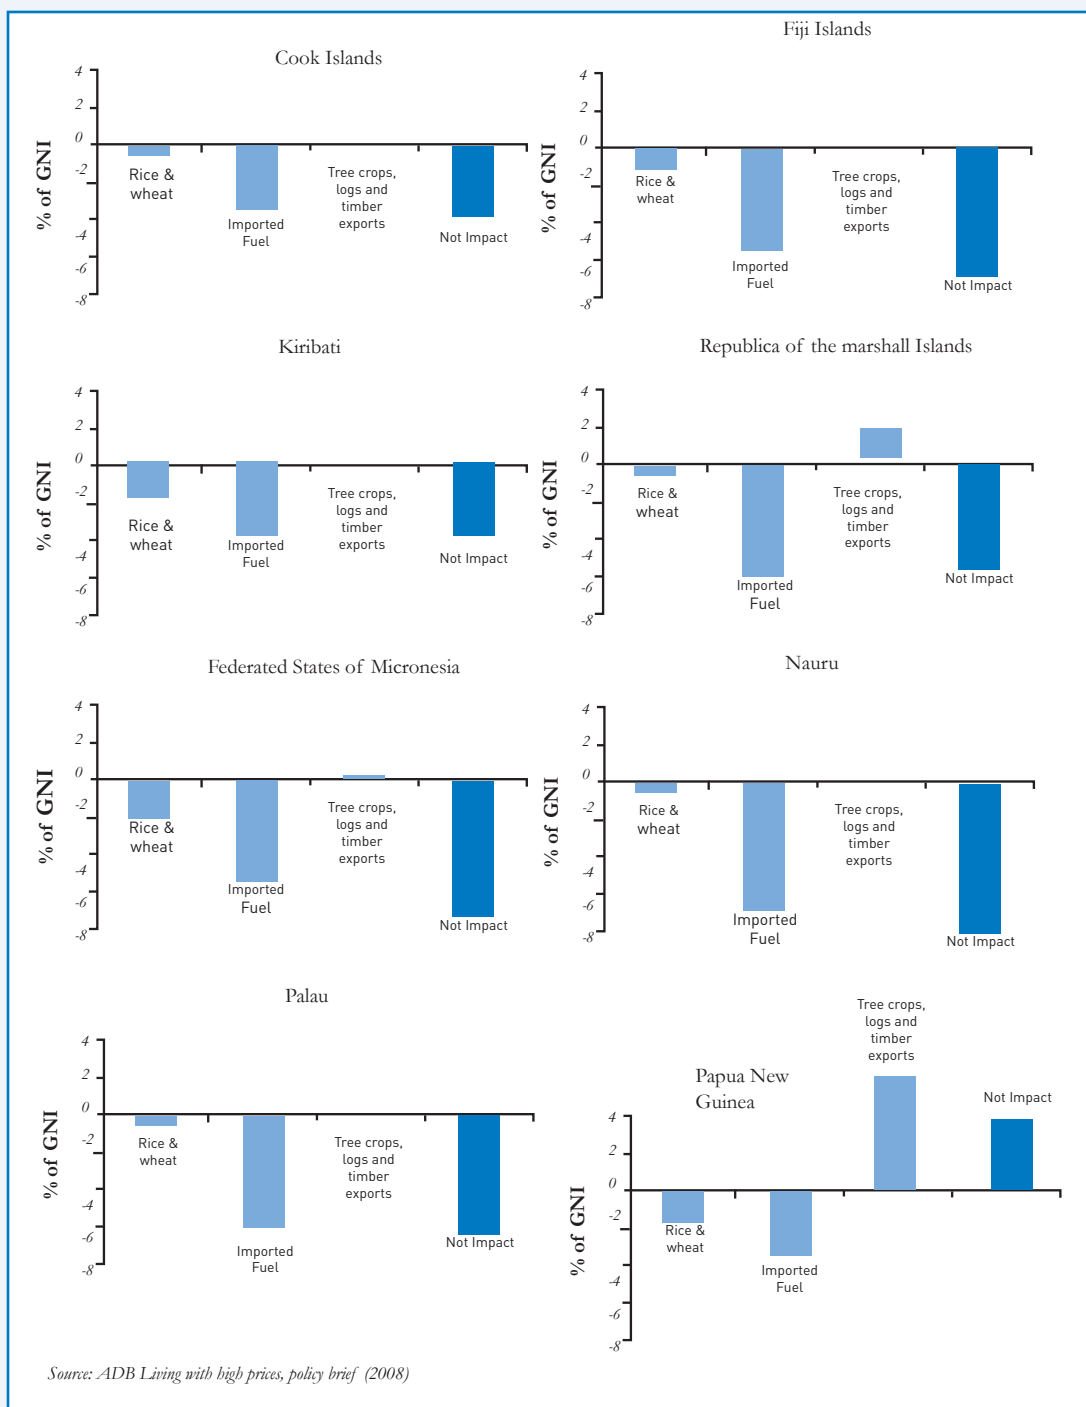 Cook Islands
4
2
0
-2
-4
-6
-8
% of GNI
Rice &
wheat
Imported
Fuel
Tree crops,
logs and
timber
exports
Not Impact
Fiji Islands
4
2
0
-2
-4
-6
-8
% of GNI
Rice &
wheat
Imported
Fuel
Tree crops,
logs and
timber
exports
Not Impact
Kiribati
4
2
0
-2
-4
-6
-8
% of GNI
Rice &
wheat
Imported
Fuel
Tree crops,
logs and
timber
exports
Not Impact
Republica of the marshall Islands
4
2
0
-2
-4
-6
-8
% of GNI
Rice &
wheat
Imported
Fuel
Tree crops,
logs and
timber
exports
Not Impact
Federated States of Micronesia
4
2
0
-2
-4
-6
-8
% of GNI
Rice &
wheat
Imported
Fuel
Tree crops,
logs and
timber
exports
Not Impact
Nauru
4
2
0
-2
-4
-6
-8
% of GNI
Rice &
wheat
Imported
Fuel
Tree crops,
logs and
timber
exports
Not Impact
Palau
4
2
0
-2
-4
-6
-8
% of GNI
Rice &
wheat
Imported
Fuel
Tree crops,
logs and
timber
exports
Not Impact
Papua New
Guinea
4
2
0
-2
-4
-6
-8
% of GNI
Rice &
wheat
Imported
Fuel
Tree crops,
logs and
timber
exports
Not Impact
Source: ADB Living with high prices, policy brief (2008)